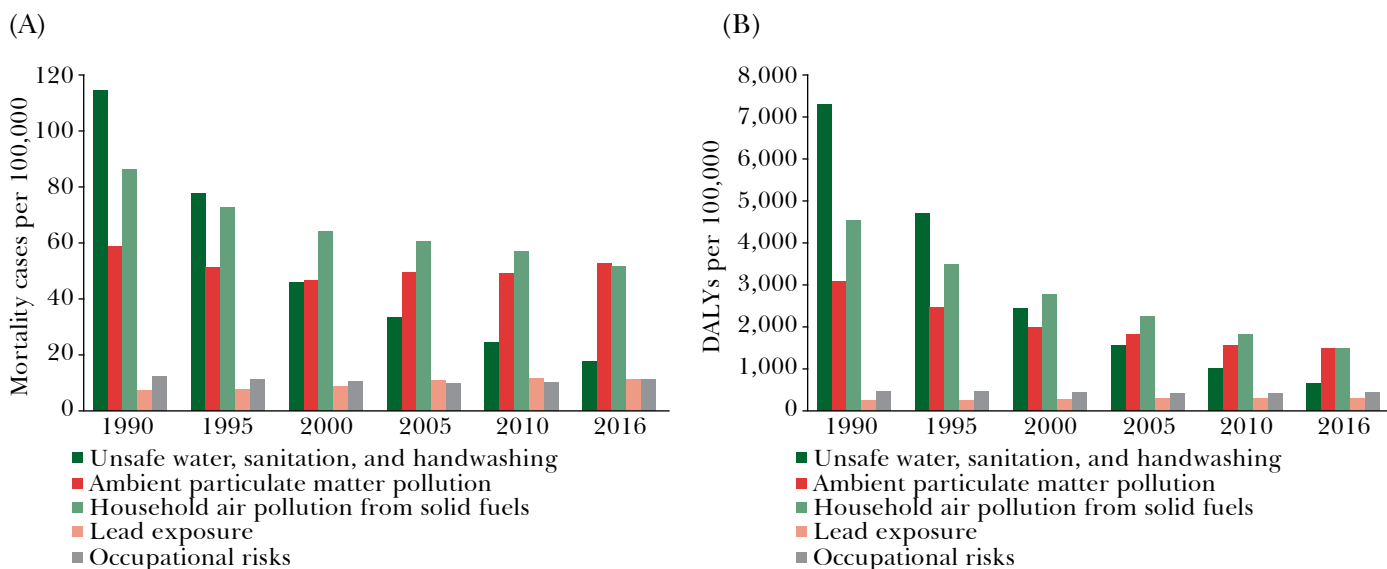 (A)
Mortality cases per 100,000
120
100
80
60
40
20
0
1990 1995 2000 2005 2010 2016
Unsafe water, sanitation, and handwashing
Ambient particulate matter pollution
Household air pollution from solid fuels
Lead exposure
Occupational risks
(B)
DALYs per 100,000
8,000
7,000
6,000
5,000
4,000
3,000
2,000
1,000
0
1990 1995 2000 2005 2010 2016
Unsafe water, sanitation, and handwashing
Ambient particulate matter pollution
Household air pollution from solid fuels
Lead exposure
Occupational risks